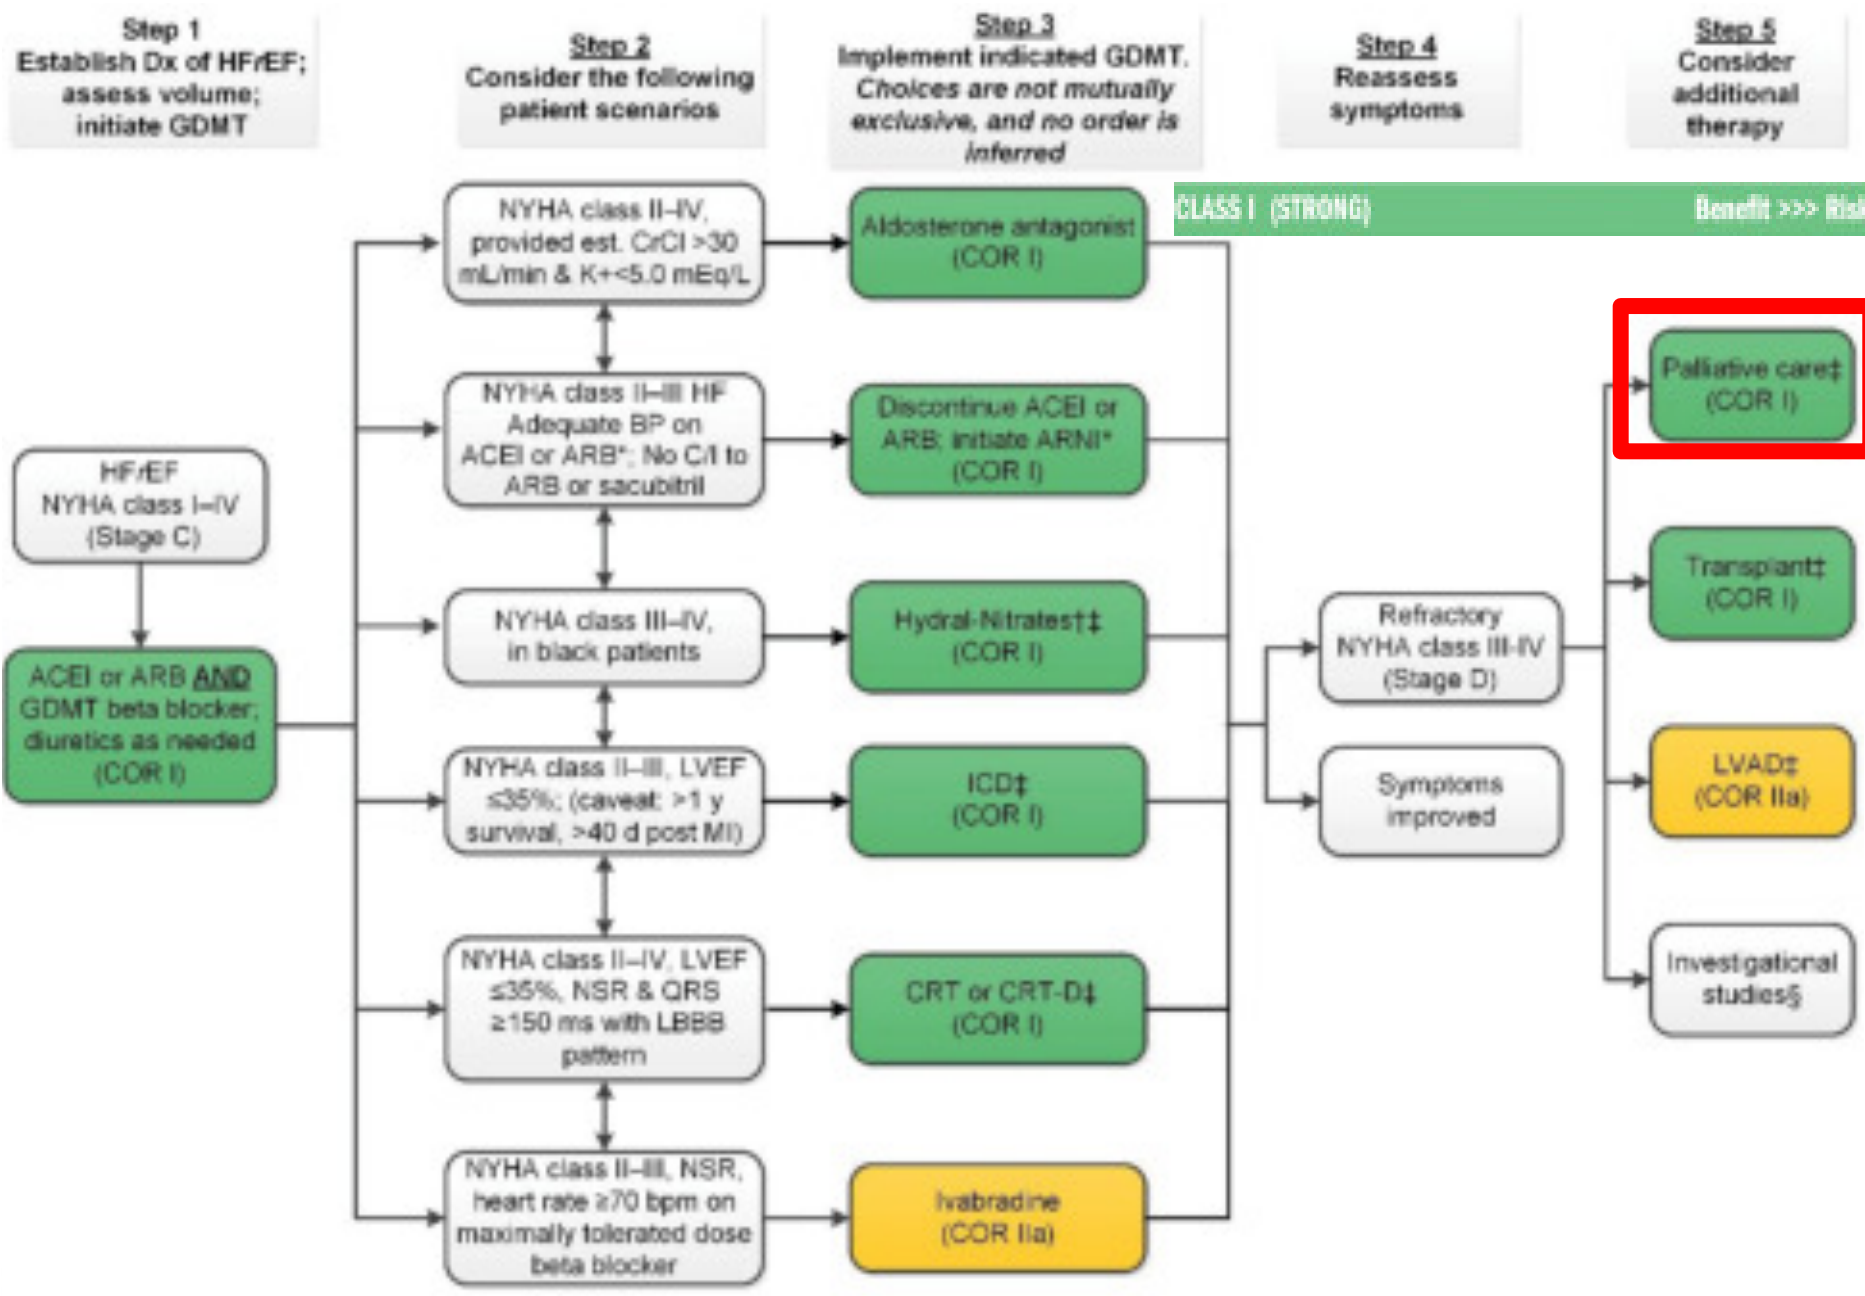 Step 1
Establish Dx of HFrEF;
assess volume;
initiate GDMT
Step 2
Consider the following
patient scenarios
Step 3
Implement indicated GDMT.
Choices are not mutually
exclusive, and no order is
inferred
Step 4
Reassess
symptoms
Step 5
Consider
additional
therapy
CLASS I (STRONG) Benefit >>> Risk
HFrEF
NYHA class I–IV
(Stage C)
ACEI or ARB AND
GDMT beta blocker;
diuretics as needed
(COR I)
NYHA class II–IV,
provided est. CrCl >30
mL/min & K+<5.0 mEq/L
NYHA class II–III HF
Adequate BP on
ACEI or ARB*; No C/I to
ARB or sacubitril
NYHA class III–IV,
in black patients
NYHA class II–III, LVEF
≤35%; (caveat: >1 y
survival, >40 d post MI)
NYHA class II–IV, LVEF
≤35%, NSR & QRS
≥150 ms with LBBB
pattern
NYHA class II–III, NSR,
heart rate ≥70 bpm on
maximally tolerated dose
beta blocker
Aldosterone antagonist
(COR I)
Discontinue ACEI or
ARB; initiate ARNI*
(COR I)
Hydral-Nitrates†‡
(COR I)
ICD‡
(COR I)
CRT or CRT-D‡
(COR I)
Ivabradine
(COR IIa)
Refractory
NYHA class III-IV
(Stage D)
Symptoms
improved
Palliative care‡
(COR I)
Transplant‡
(COR I)
LVAD‡
(COR IIa)
Investigational
studies§